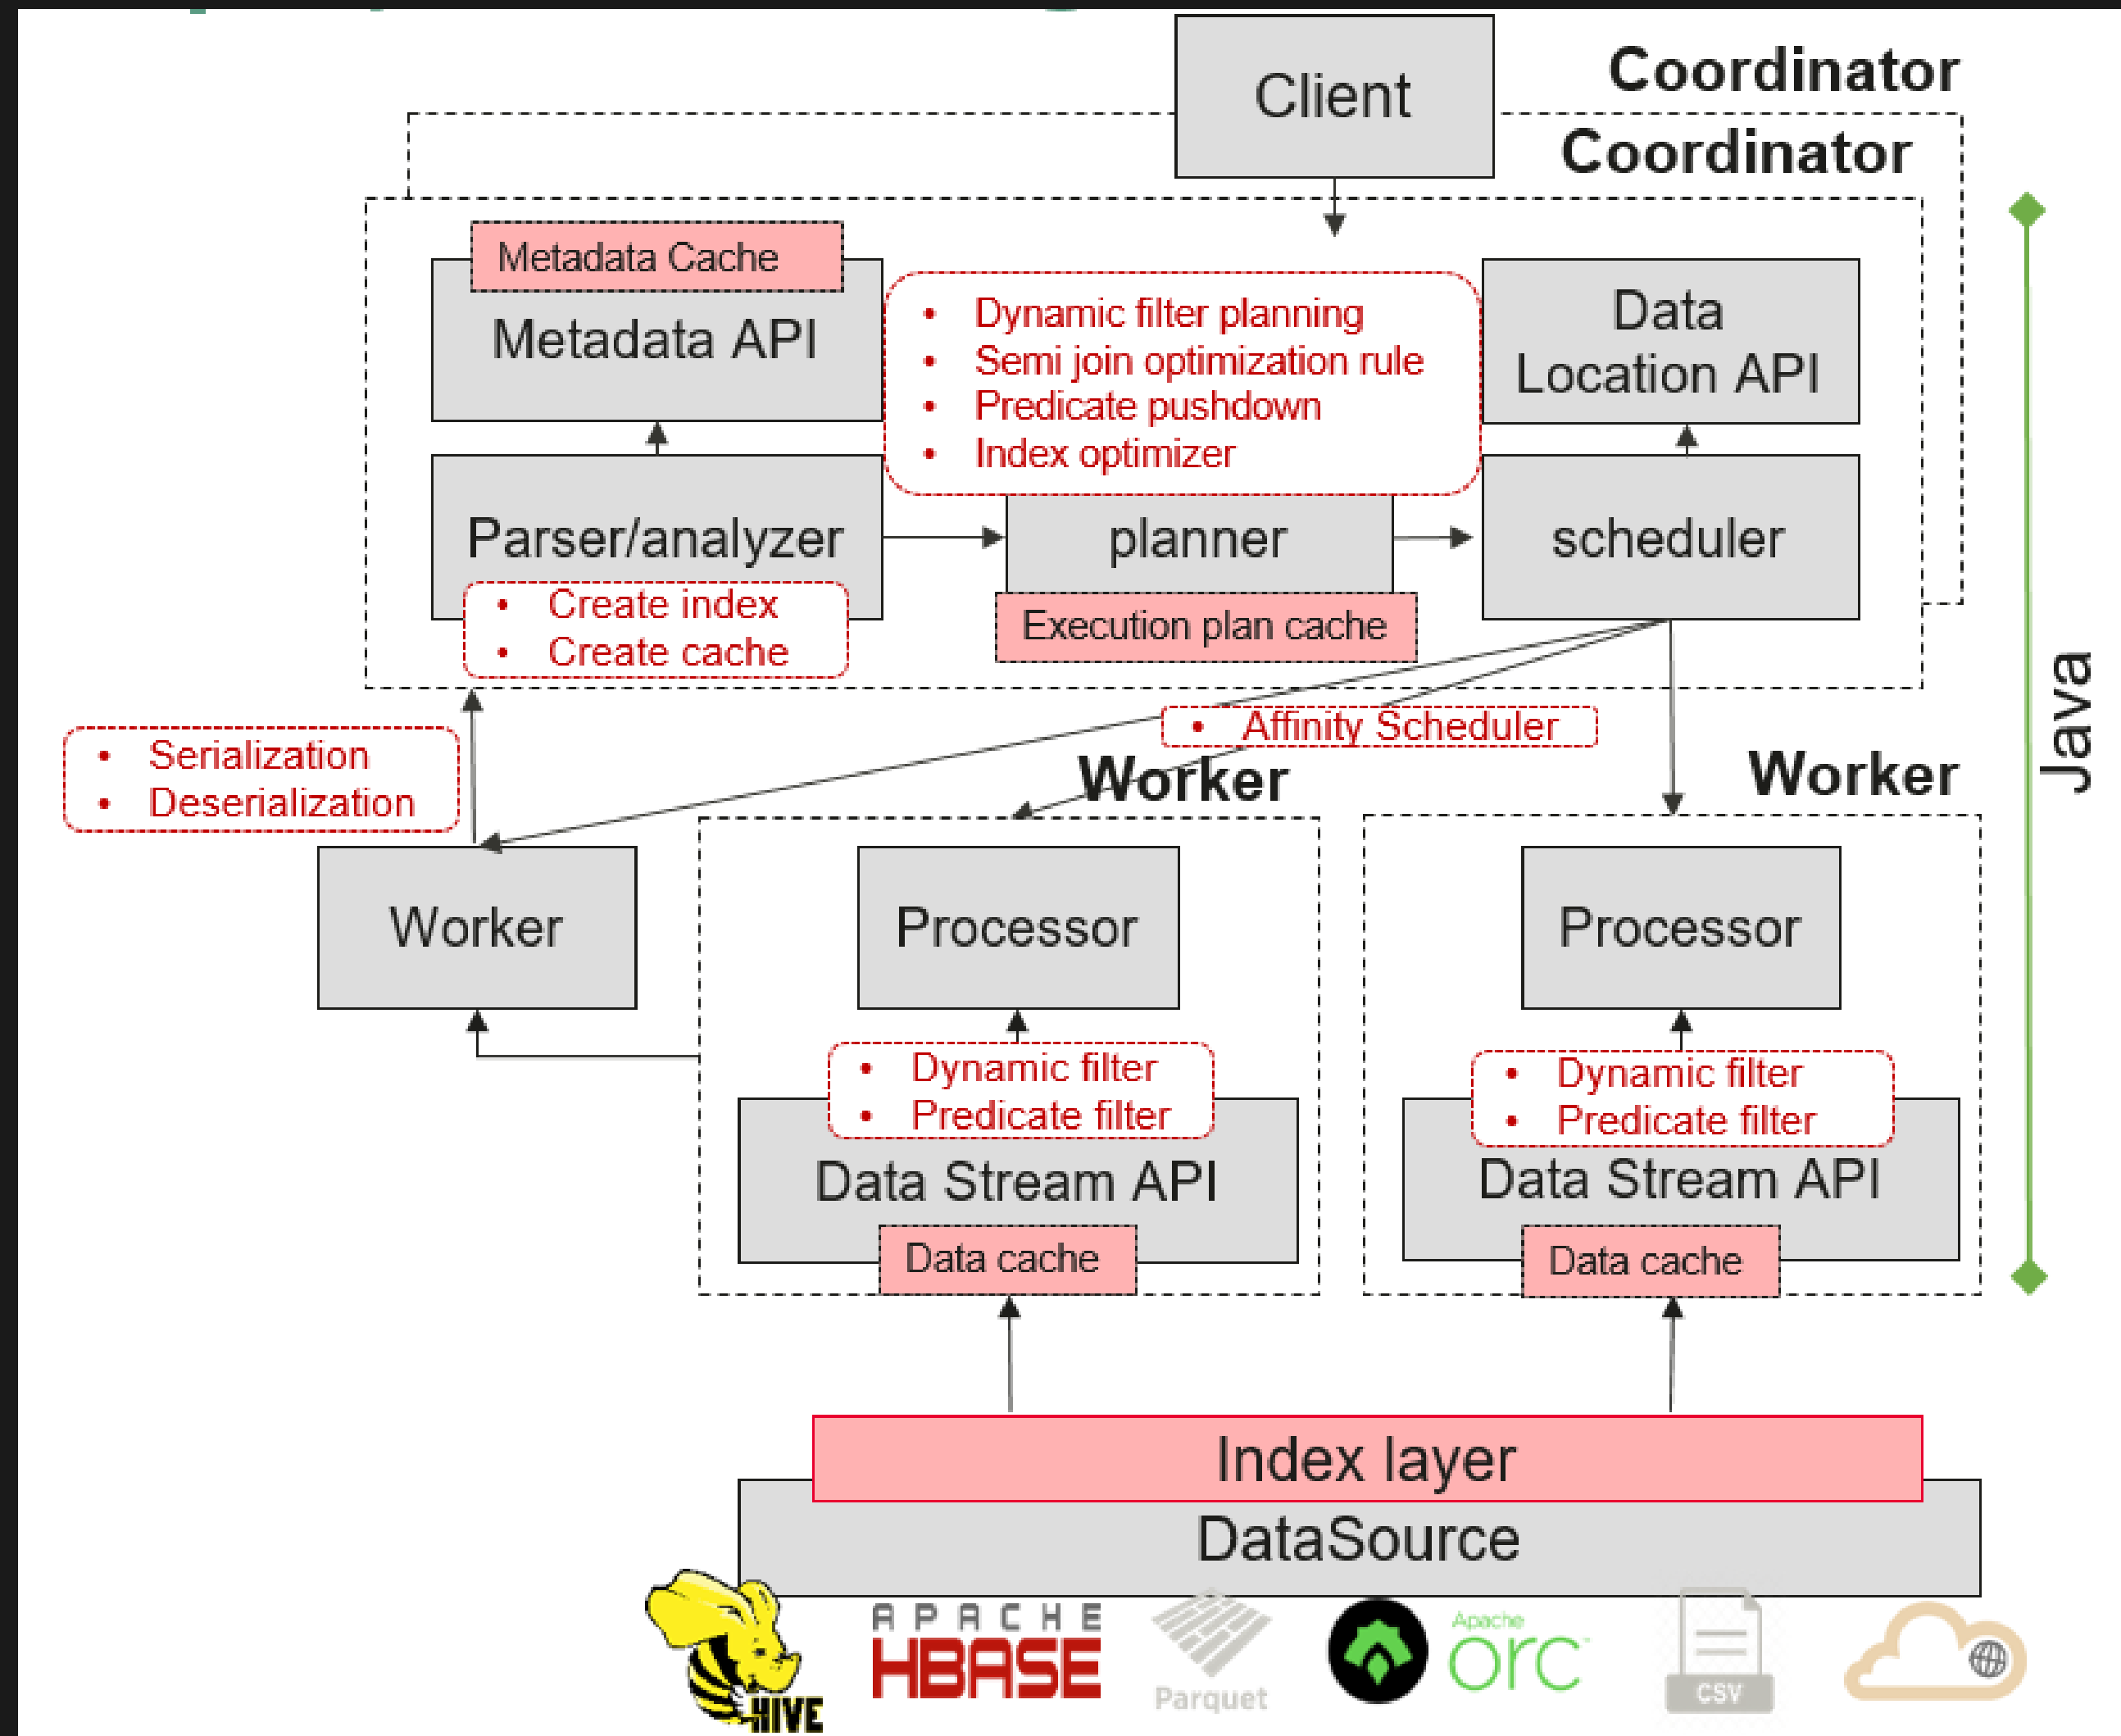 Client
Coordinator
Coordinator
Metadata Cache
Metadata API
• Dynamic filter planning
• Semi join optimization rule
• Predicate pushdown
• Index optimizer
Data
Location API
Parser/analyzer
• Create index
• Create cache
planner
Execution plan cache
scheduler
Java
• Serialization
• Deserialization
• Affinity Scheduler
Worker
Worker
Worker
Processor
Processor
• Dynamic filter
• Predicate filter
• Dynamic filter
• Predicate filter
Data Stream API
Data Stream API
Data cache
Data cache
Index layer
DataSource
HIVE
APACHE
HBASE
Parquet
Apache
orc
CSV